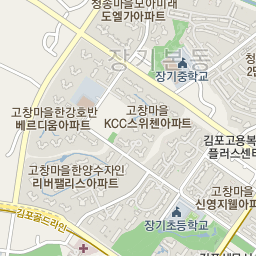 청송마을모아미래
도엘가아파트
장기본동
장기중학교
고창마을한강호반
베르디움아파트
고창마을
KCC스위첸아파트
김포고용복
플러스센터
고창마을한양수자인
리버팰리스아파트
고창마을
신영지웰아파트
장기초등학교
김포골드라인